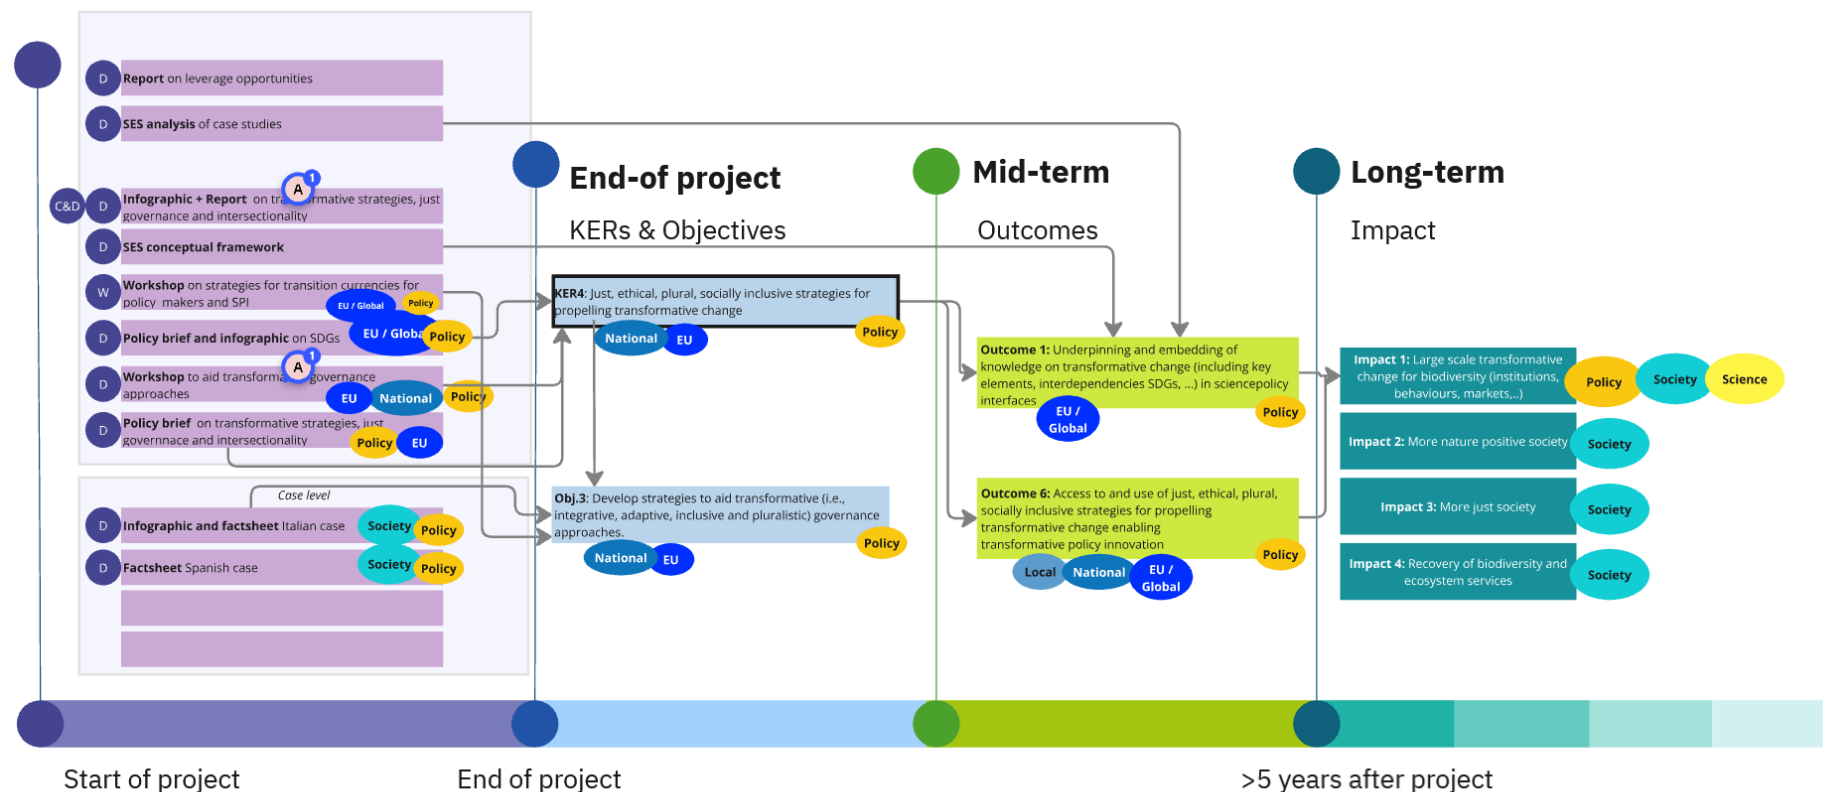 D
Report on leverage opportunities
D
SES analysis of case studies
A
1
C&D
D
Infographic + Report on transformative strategies, just
governance and intersectionality
D
SES conceptual framework
W
Workshop on strategies for transition currencies for
policy makers and SPI
EU / Global
Policy
D
Policy brief and infographic on SDGs
EU / Global
Policy
A
1
D
Workshop to aid governance
approaches
EU
National
Policy
D
Policy brief on transformative strategies, just
governnace and intersectionality
Policy
EU
Case level
D
Infographic and factsheet Italian case
Society
Policy
D
Factsheet Spanish case
Society
Policy
End-of project
KERs & Objectives
KER4: Just, ethical, plural, socially inclusive strategies for
propelling transformative change
National
EU
Policy
Obj.3: Develop strategies to aid transformative (i.e.,
integrative, adaptive, inclusive and pluralistic) governance
approaches.
National
EU
Policy
Mid-term
Outcomes
Outcome 1: Underpinning and embedding of
knowledge on transformative change (including key
elements, interdependencies SDGs, ...) in sciencepolicy
interfaces
EU /
Global
Policy
Outcome 6: Access to and use of just, ethical, plural,
socially inclusive strategies for propelling
transformative change enabling
transformative policy innovation
Local
National
EU /
Global
Policy
Long-term
Impact
Impact 1: Large scale transformative
change for biodiversity (institutions,
behaviours, markets,..)
Policy
Society
Science
Impact 2: More nature positive society
Society
Impact 3: More just society
Society
Impact 4: Recovery of biodiversity and
ecosystem services
Society
Start of project
End of project
>5 years after project